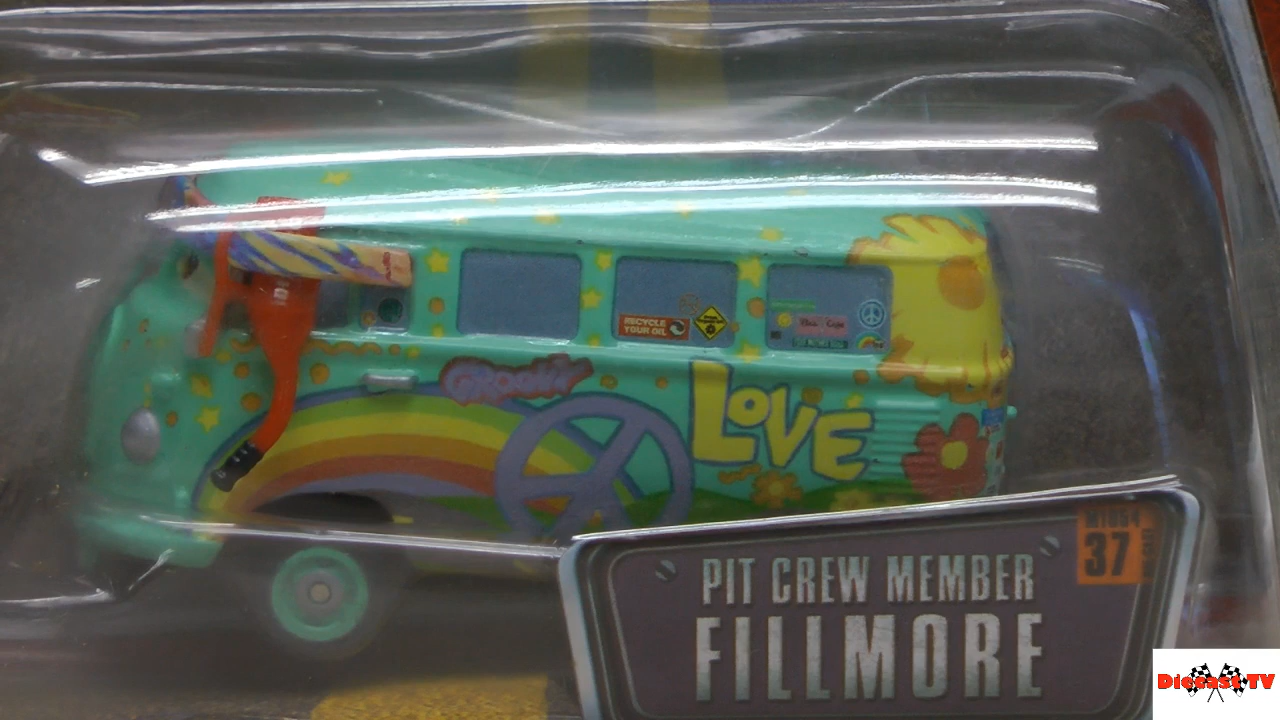 GROOVY
RECYCLE
YOUR OIL
LOVE
37
PIT CREW MEMBER
FILLMORE
Diecast TV